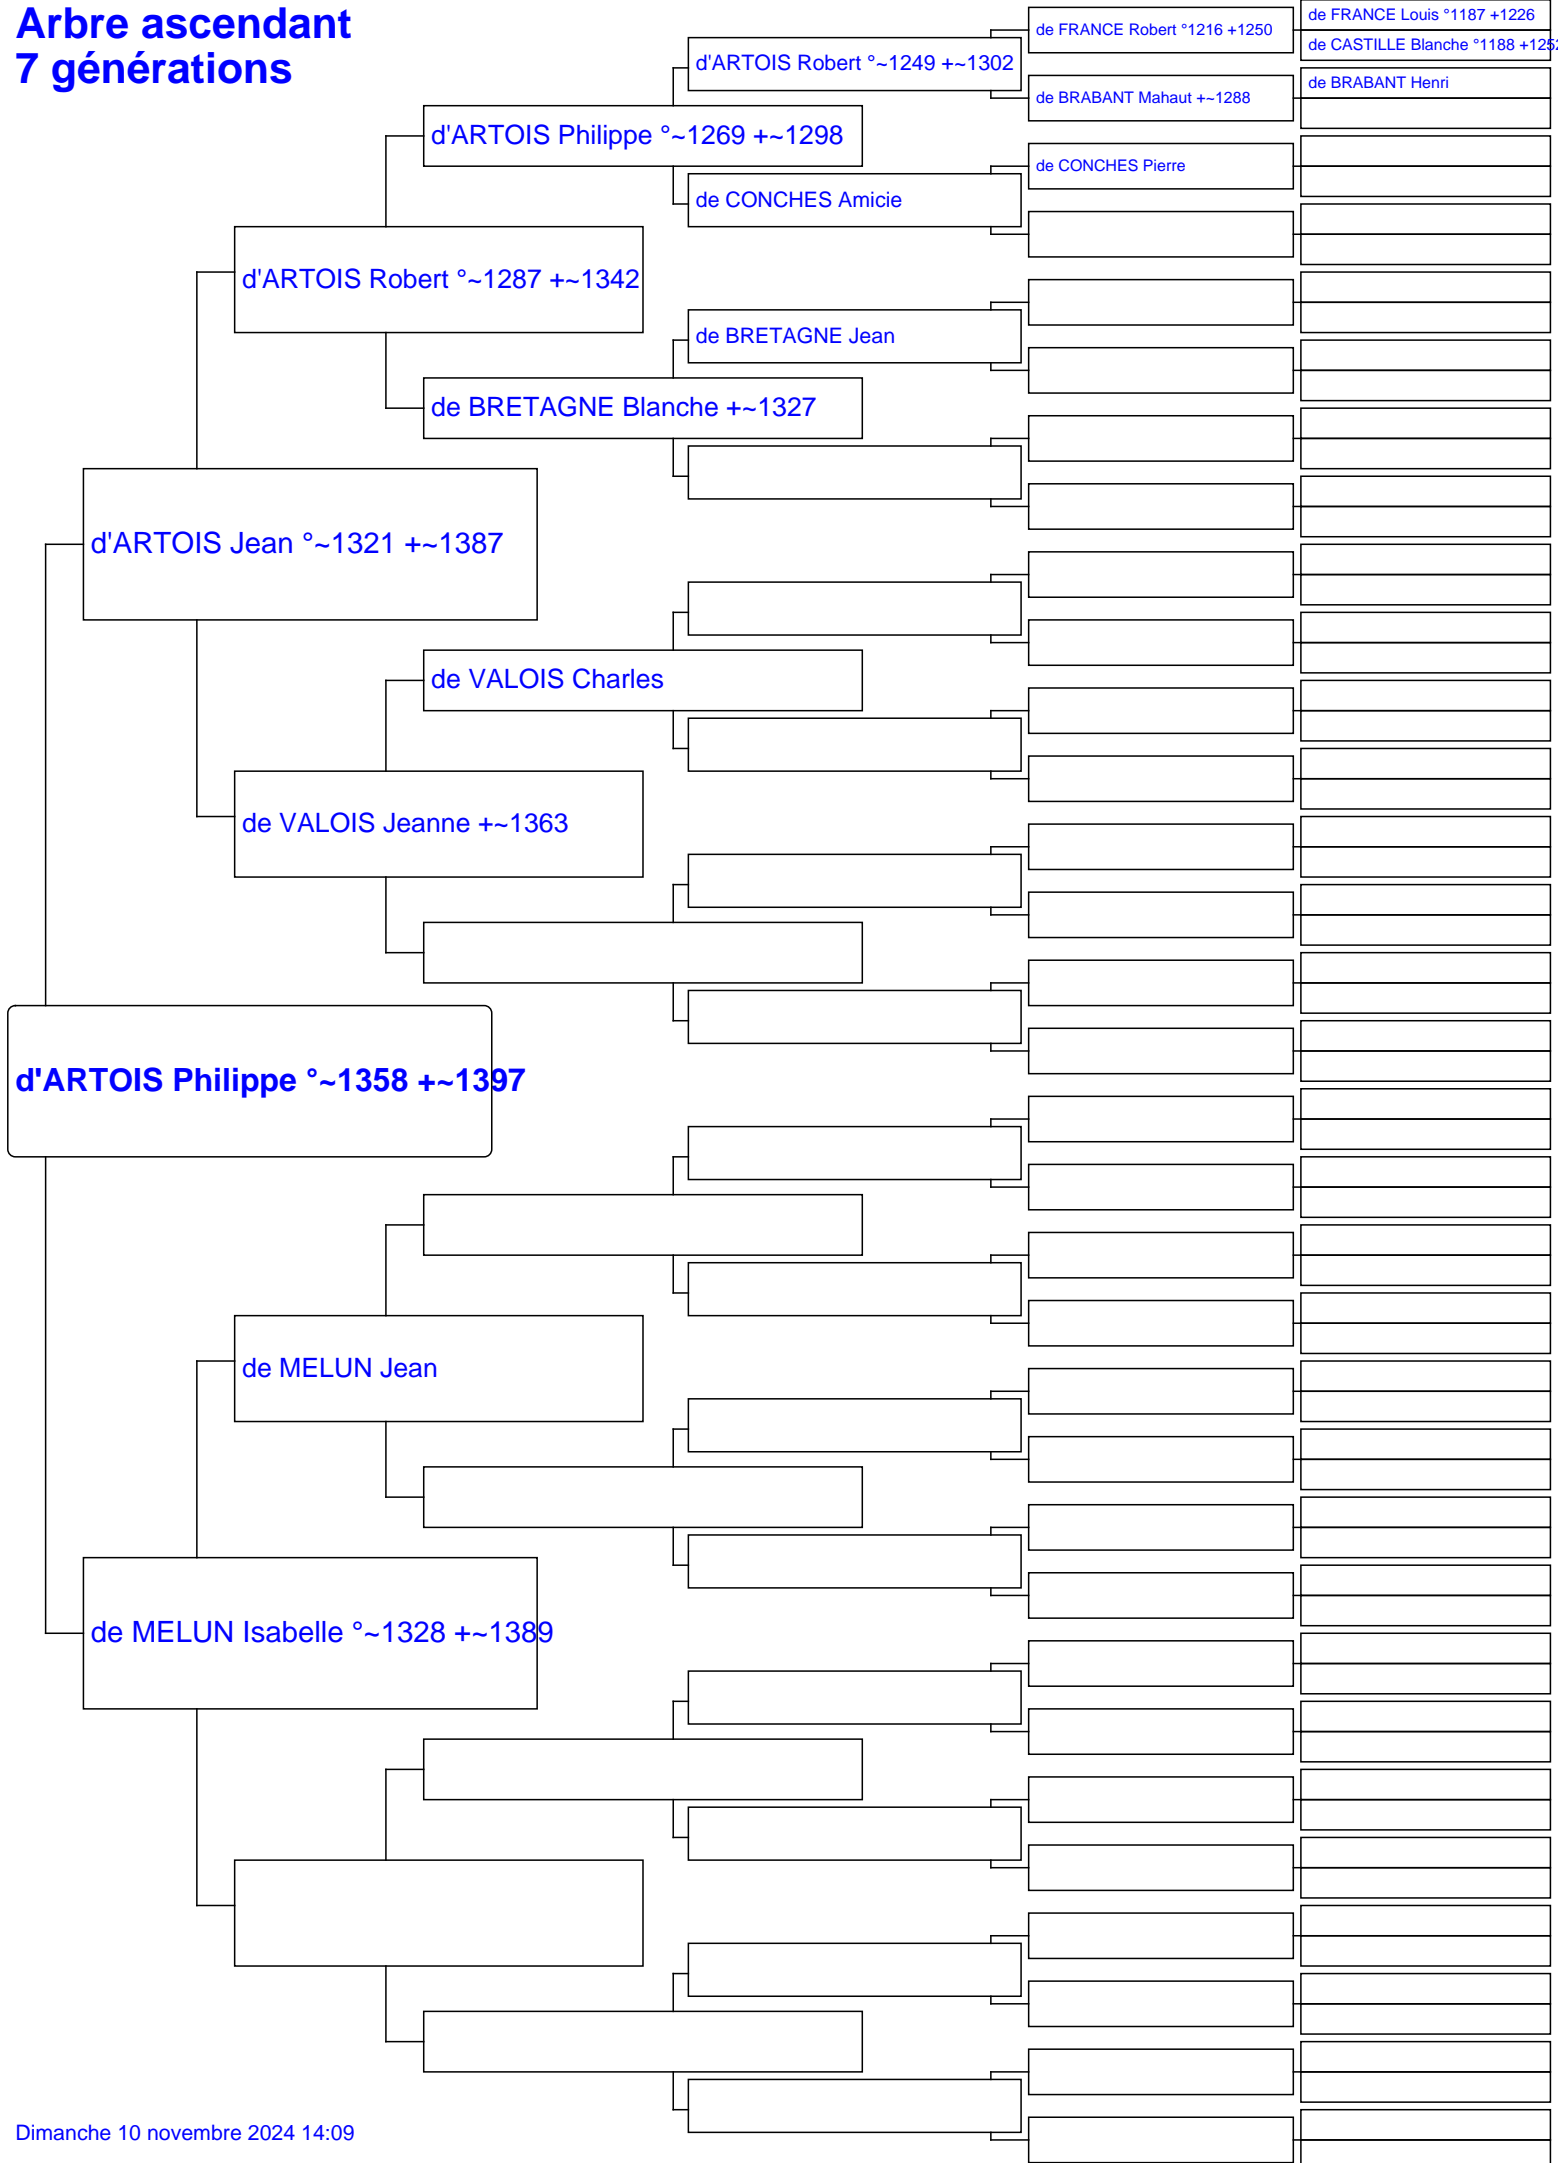 Arbre ascendant
7 générations
de FRANCE Louis °1187 +1226
de FRANCE Robert °1216 +1250
de CASTILLE Blanche °1188 +1252
d'ARTOIS Robert °~1249 +~1302
de BRABANT Henri
de BRABANT Mahaut +~1288
d'ARTOIS Philippe °~1269 +~1298
de CONCHES Pierre
de CONCHES Amicie
d'ARTOIS Robert °~1287 +~1342
de BRETAGNE Jean
de BRETAGNE Blanche +~1327
d'ARTOIS Jean °~1321 +~1387
de VALOIS Charles
de VALOIS Jeanne +~1363
d'ARTOIS Philippe °~1358 +~1397
de MELUN Jean
de MELUN Isabelle °~1328 +~1389
Dimanche 10 novembre 2024 14:09